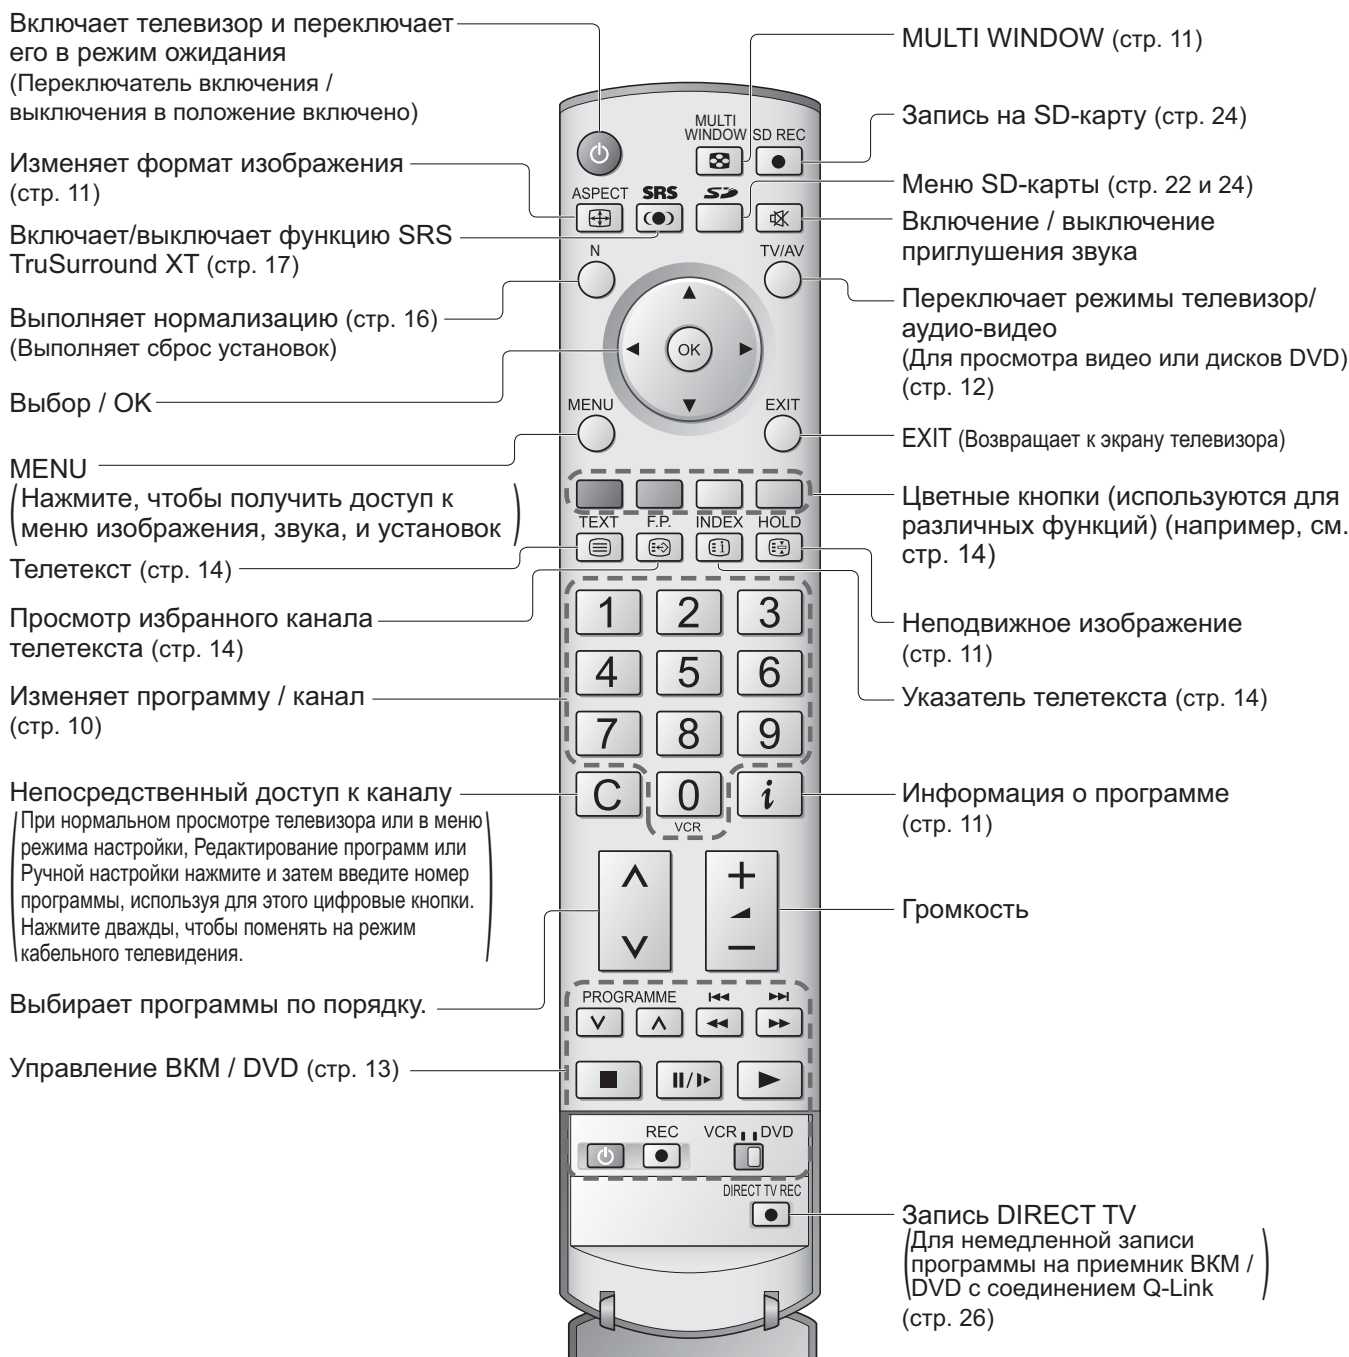 Включает телевизор и переключает
его в режим ожидания
(Переключатель включения /
выключения в положение включено)
Изменяет формат изображения
(стр. 11)
Включает/выключает функцию SRS
TruSurround XT (стр. 17)
Выполняет нормализацию (стр. 16)
(Выполняет сброс установок)
Выбор / OK
MENU
(Нажмите, чтобы получить доступ к
меню изображения, звука, и установок)
Телетекст (стр. 14)
Просмотр избранного канала
телетекста (стр. 14)
Изменяет программу / канал
(стр. 10)
Непосредственный доступ к каналу
(При нормальном просмотре телевизора или в меню
режима настройки, Редактирование программ или
Ручной настройки нажмите и затем введите номер
программы, используя для этого цифровые кнопки.
Нажмите дважды, чтобы поменять на режим
кабельного телевидения.)
Выбирает программы по порядку.
Управление ВКМ / DVD (стр. 13)
MULTI
WINDOW SD REC
ASPECT SRS SD
N TV/AV
OK
MENU EXIT
TEXT F.P. INDEX HOLD
1 2 3
4 5 6
7 8 9
C 0 i
VCR
PROGRAMME
REC VCR DVD
DIRECT TV REC
MULTI WINDOW (стр. 11)
Запись на SD-карту (стр. 24)
Меню SD-карты (стр. 22 и 24)
Включение / выключение
приглушения звука
Переключает режимы телевизор/
аудио-видео
(Для просмотра видео или дисков DVD)
(стр. 12)
EXIT (Возвращает к экрану телевизора)
Цветные кнопки (используются для
различных функций) (например, см.
стр. 14)
Неподвижное изображение
(стр. 11)
Указатель телетекста (стр. 14)
Информация о программе
(стр. 11)
Громкость
Запись DIRECT TV
(Для немедленной записи
программы на приемник ВКМ /
DVD с соединением Q-Link)
(стр. 26)